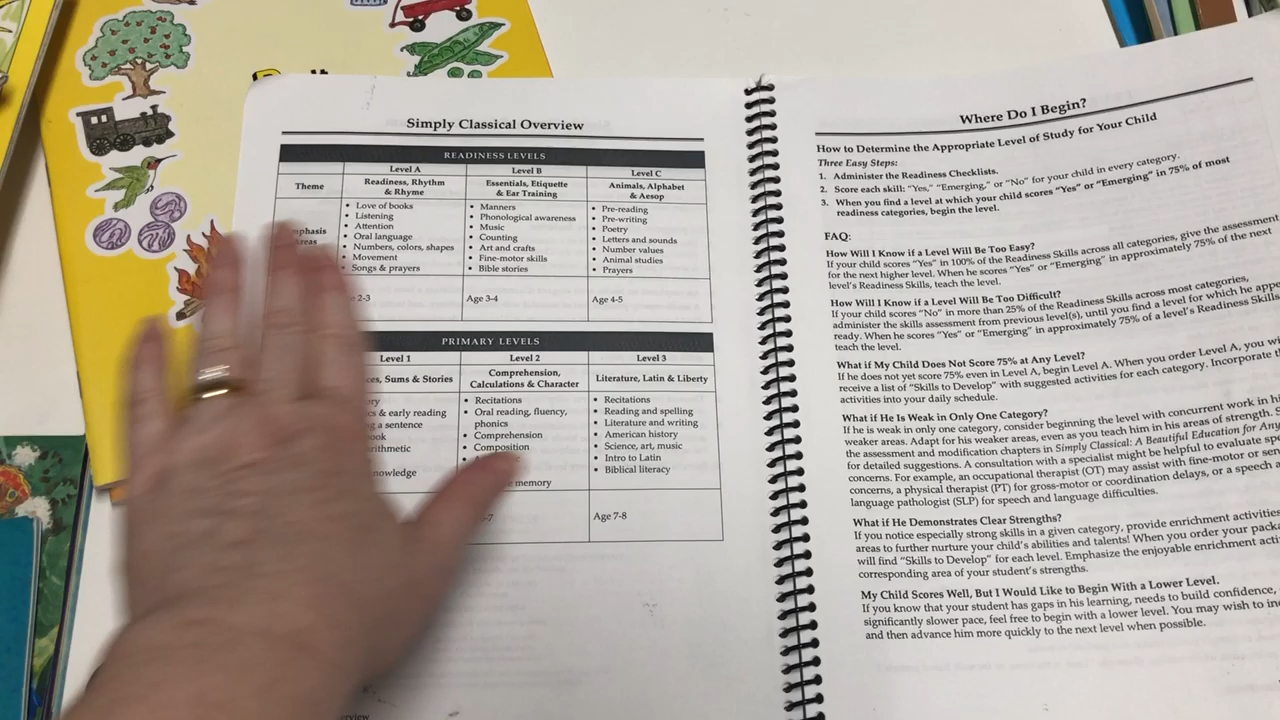 Simply Classical Overview
READINESS LEVELS
Level A
Level B
Level C
Theme
Readiness, Rhythm
& Rhyme
Essentials, Etiquette
& Ear Training
Animals, Alphabet
& Aesop
• Love of books
• Listening
• Attention
• Oral language
• Numbers, colors, shapes
• Movement
• Songs & prayers
• Manners
• Phonological awareness
• Music
• Counting
• Art and crafts
• Fine-motor skills
• Bible stories
• Pre-reading
• Pre-writing
• Poetry
• Letters and sounds
• Number values
• Animal studies
• Prayers
2-3
Age 3-4
Age 4-5
PRIMARY LEVELS
Level 1
Level 2
Level 3
Sums & Stories
Comprehension,
Calculations & Character
Literature, Latin & Liberty
& early reading
a sentence
• Recitations
• Oral reading, fluency,
phonics
• Comprehension
• Composition
memory
• Recitations
• Reading and spelling
• Literature and writing
• American history
• Science, art, music
• Intro to Latin
• Biblical literacy
Age 7-8
Where Do I Begin?
How to Determine the Appropriate Level of Study for Your Child
Three Easy Steps:
1. Administer the Readiness Checklists.
2. Score each skill: "Yes," "Emerging," or "No" for your child in every category.
3. When you find a level at which your child scores "Yes" or "Emerging" in 75% of most
readiness categories, begin the level.
FAQ:
How Will I Know if a Level Will Be Too Easy?
If your child scores "Yes" in 100% of the Readiness Skills across all categories, give the assessment
for the next higher level. When he scores "Yes" or "Emerging" in approximately 75% of the next
level's Readiness Skills, teach the level.
How Will I Know if a Level Will Be Too Difficult?
If your child scores "No" in more than 25% of the Readiness Skills across most categories,
administer the skills assessment from previous level(s), until you find a level for which he
ready. When he scores "Yes" or "Emerging" in approximately 75% of a level's Readiness Skills
teach the level.
What if My Child Does Not Score 75% at Any Level?
If he does not yet score 75% even in Level A, begin Level A. When you order Level A, you
receive a list of "Skills to Develop" with suggested activities for each category. Incorporate
activities into your daily schedule.
What if He Is Weak in Only One Category?
If he is weak in only one category, consider beginning the level with concurrent work in
weaker areas. Adapt for his weaker areas, even as you teach him in his areas of strength.
the assessment and modification chapters in Simply Classical: A Beautiful Education for
for detailed suggestions. A consultation with a specialist might be helpful to evaluate
concerns. For example, an occupational therapist (OT) may assist with fine-motor or
concerns, a physical therapist (PT) for gross-motor or coordination delays, or a speech
language pathologist (SLP) for speech and language difficulties.
What if He Demonstrates Clear Strengths?
If you notice especially strong skills in a given category, provide enrichment activities
areas to further nurture your child's abilities and talents! When you order your
will find "Skills to Develop" for each level. Emphasize the enjoyable enrichment
corresponding area of your student's strengths.
My Child Scores Well, But I Would Like to Begin With a Lower Level.
If you know that your student has gaps in his learning, needs to build confidence,
significantly slower pace, feel free to begin with a lower level. You may wish to
and then advance him more quickly to the next level when possible.